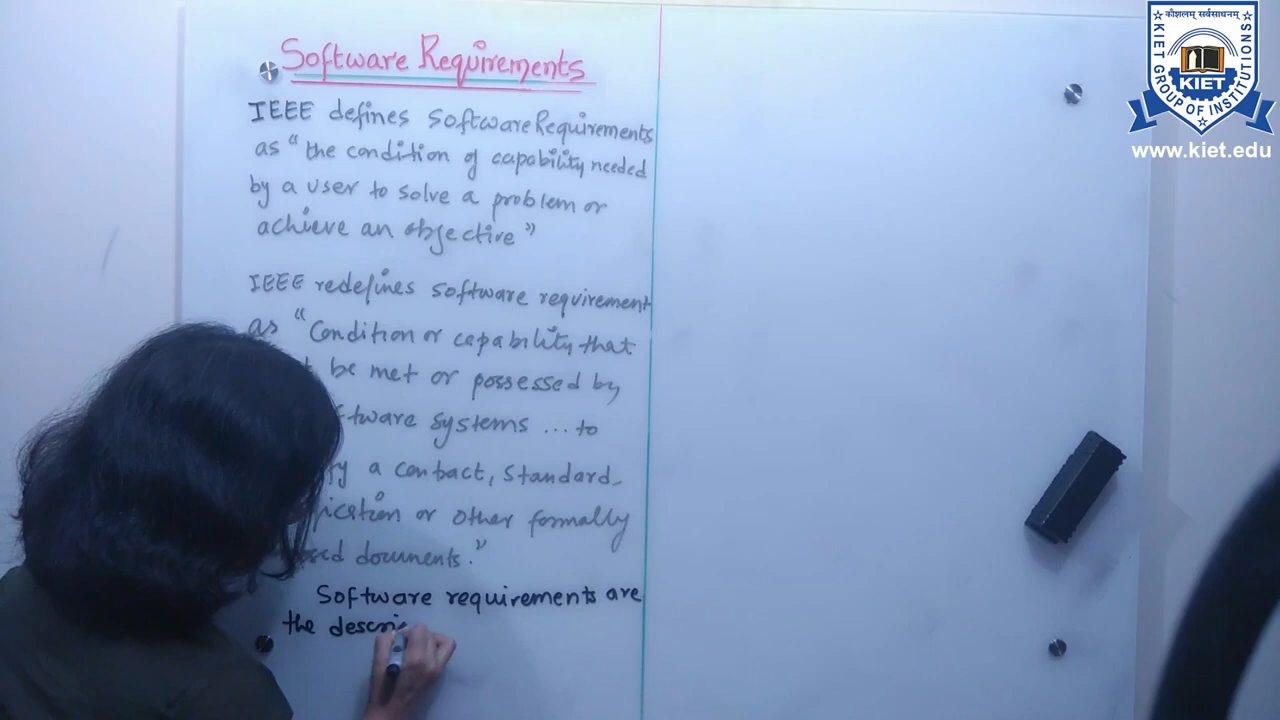 Software Requirements
IEEE defines Software Requirements
as "the condition of capability needed
by a user to solve a problem or
achieve an objective"
IEEE redefines software requirement
as "Condition or capability that
be met or possessed by
systems ... to
a contact, standard
or other formally
documents."
Software requirements are
the
कौशलम् सर्वसाधनम्
KIET GROUP OF INSTITUTIONS
KIET
www.kiet.edu